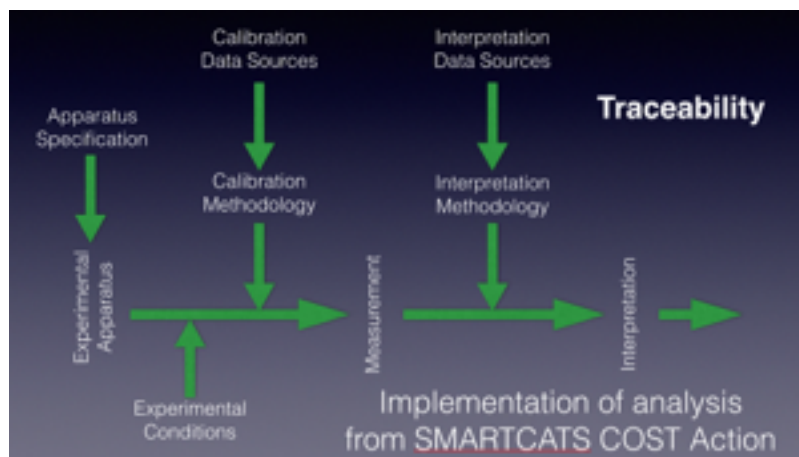 Calibration
Data Sources
Interpretation
Data Sources
Traceability
Apparatus
Specification
Calibration
Methodology
Interpretation
Methodology
Experimental
Apparatus
Measurement
Interpretation
Experimental
Conditions
Implementation of analysis
from SMARTCATS COST Action